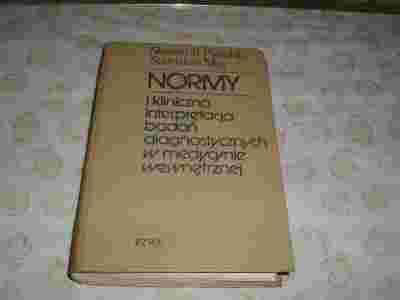 NORMY
i kliniczna
interpretacja
badań
diagnostycznych
w medycynie
wewnętrznej
PZWL